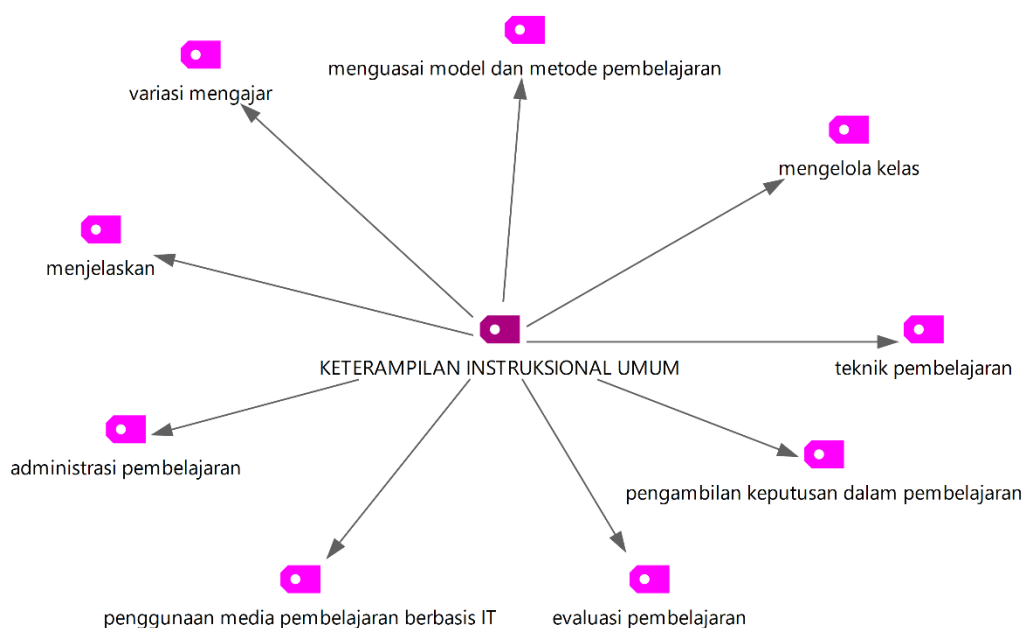 menguasai model dan metode pembelajaran
variasi mengajar
mengelola kelas
menjelaskan
KETERAMPILAN INSTRUKSIONAL UMUM
teknik pembelajaran
administrasi pembelajaran
pengambilan keputusan dalam pembelajaran
penggunaan media pembelajaran berbasis IT
evaluasi pembelajaran